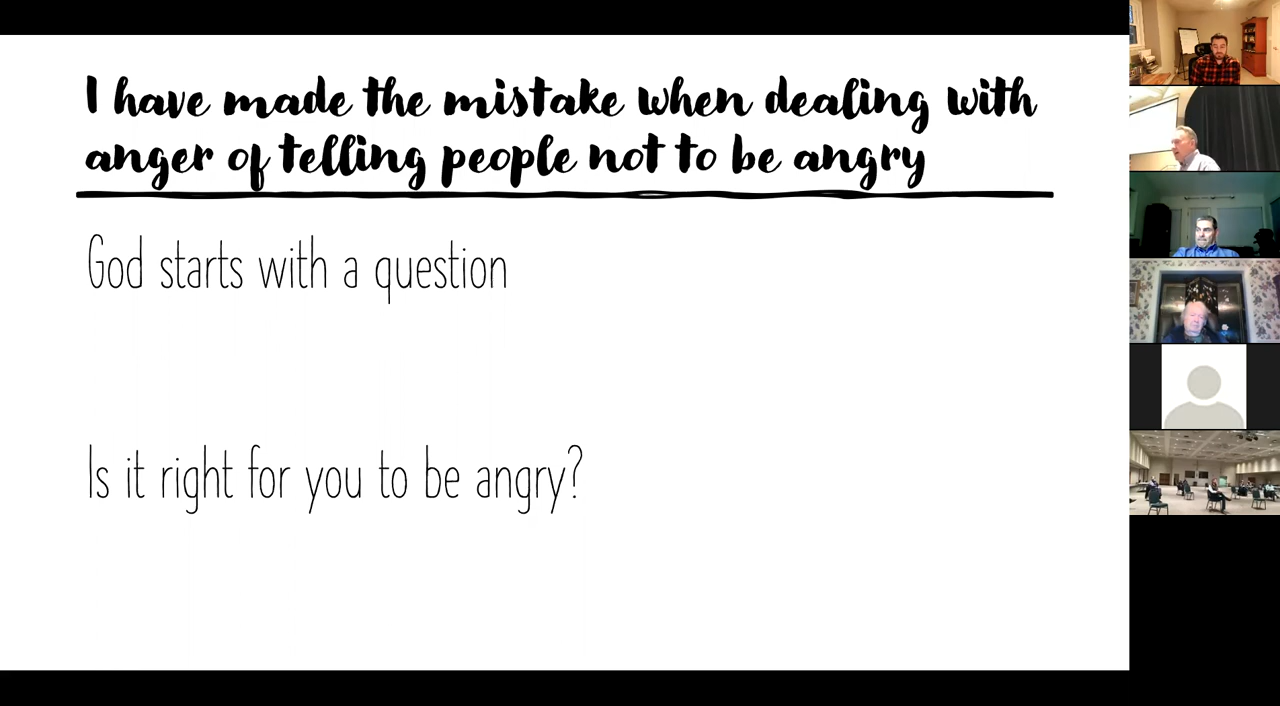 I have made the mistake when dealing with
anger of telling people not to be angry
God starts with a question
Is it right for you to be angry?